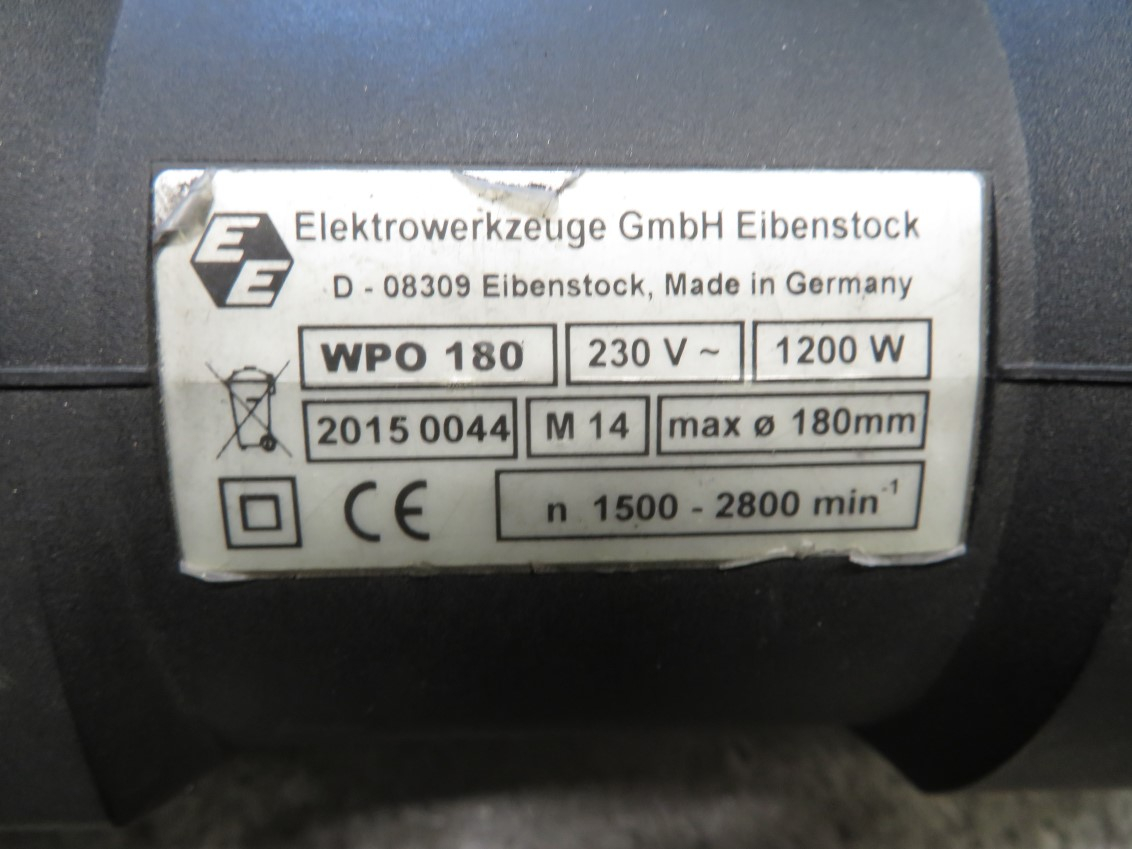 EE
Elektrowerkzeuge GmbH Eibenstock
D - 08309 Eibenstock, Made in Germany
WPO 180 230 V ~ 1200 W
2015 0044 M 14 max ø 180mm
CE n 1500 - 2800 min⁻¹